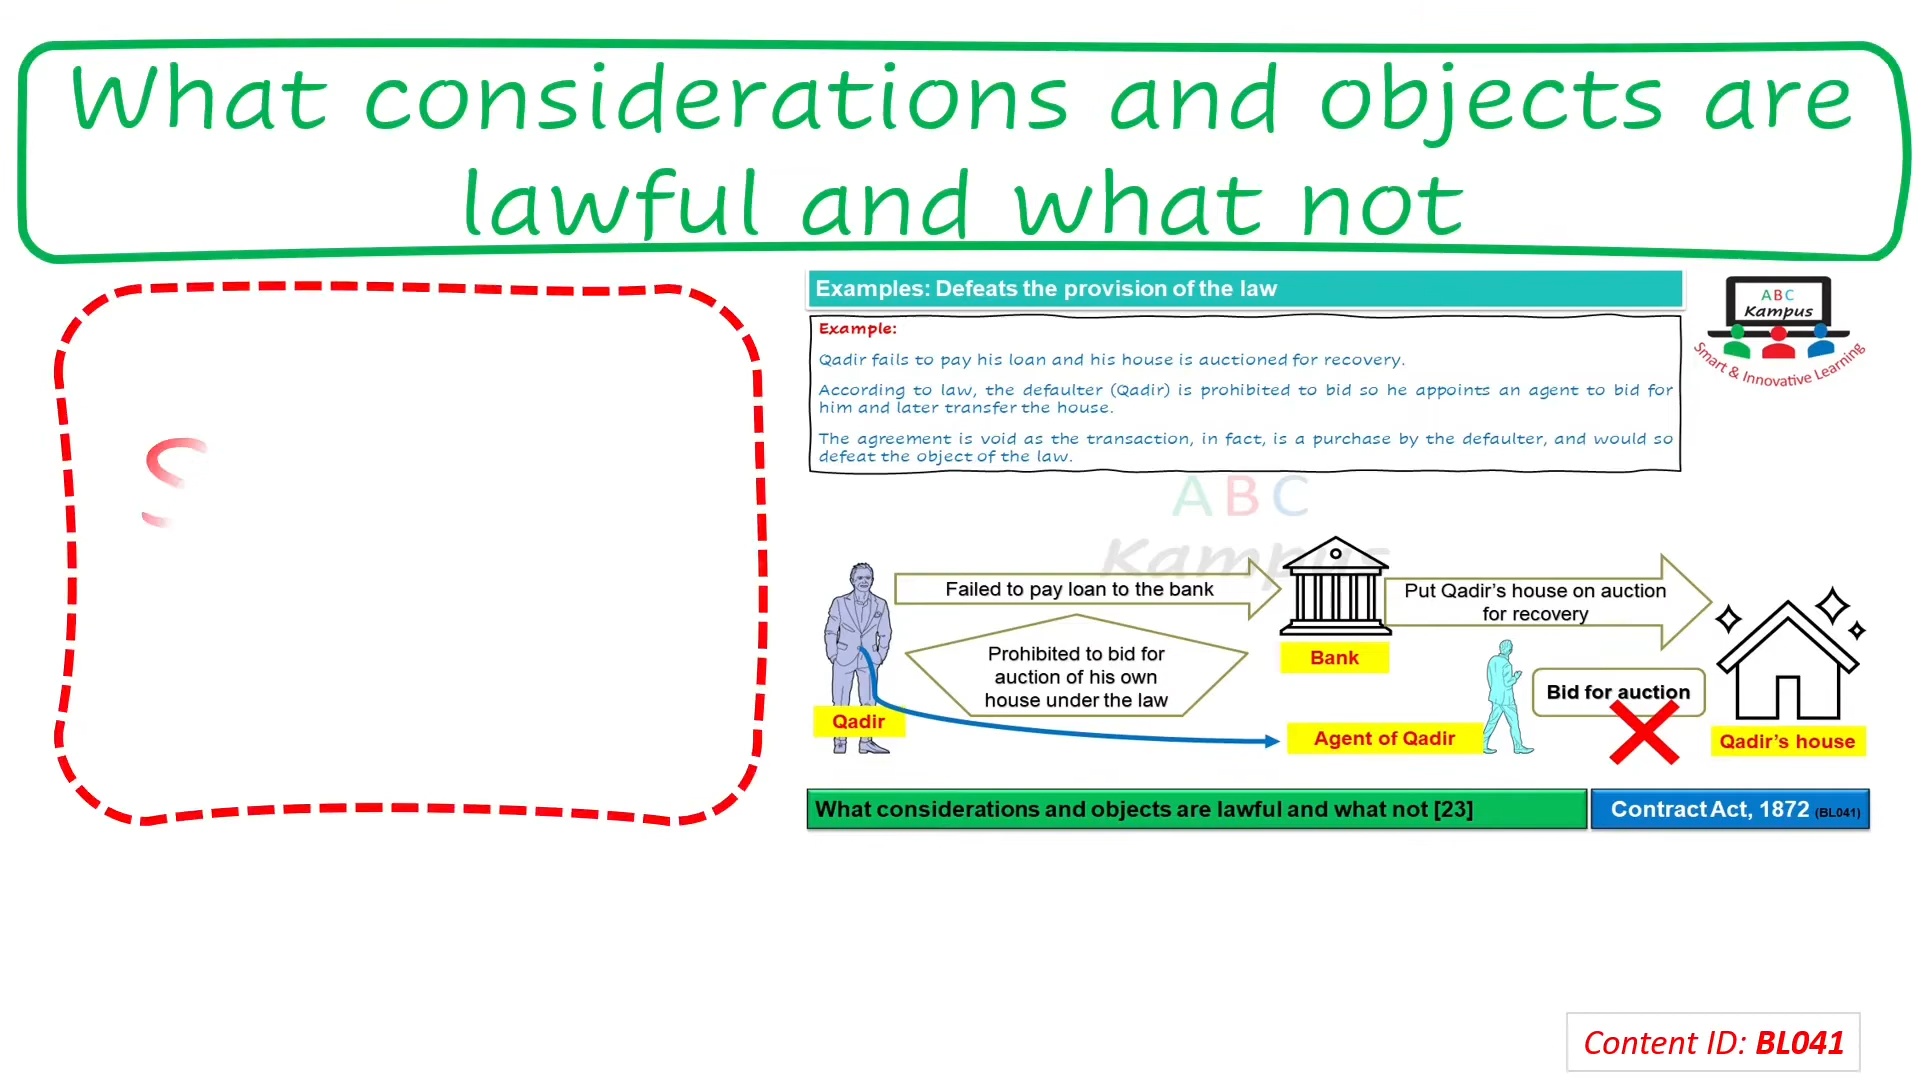 What considerations and objects are
lawful and what not
Examples: Defeats the provision of the law
Example:
Qadir fails to pay his loan and his house is auctioned for recovery.
According to law, the defaulter (Qadir) is prohibited to bid so he appoints an agent to bid for
him and later transfer the house.
The agreement is void as the transaction, in fact, is a purchase by the defaulter, and would so
defeat the object of the law.
ABC
Kampus
Smart & Innovative Learning
ABC
Kampus
Failed to pay loan to the bank
Put Qadir's house on auction
for recovery
Prohibited to bid for
auction of his own
house under the law
Bank
Bid for auction
Qadir
Agent of Qadir
Qadir's house
What considerations and objects are lawful and what not [23]
Contract Act, 1872 (BL041)
Content ID: BL041